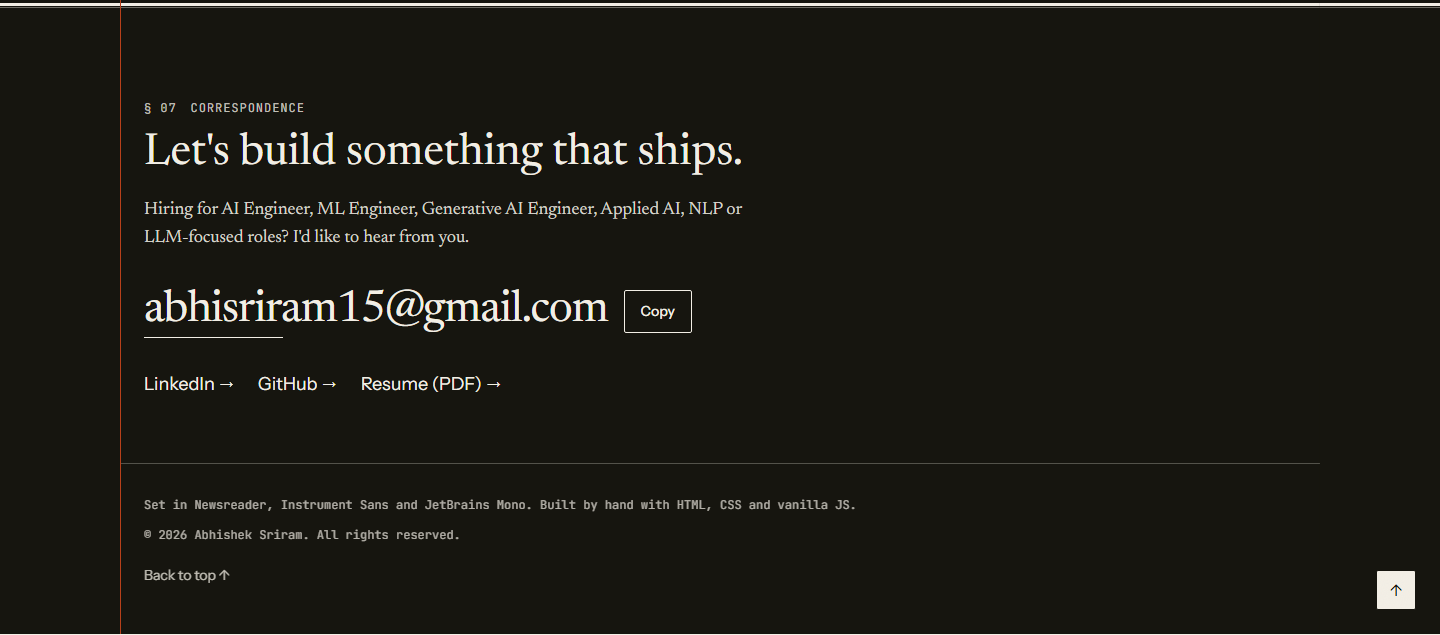 § 07 CORRESPONDENCE
Let's build something that ships.
Hiring for AI Engineer, ML Engineer, Generative AI Engineer, Applied AI, NLP or
LLM-focused roles? I'd like to hear from you.
abhisriram15@gmail.com Copy
LinkedIn → GitHub → Resume (PDF) →
Set in Newsreader, Instrument Sans and JetBrains Mono. Built by hand with HTML, CSS and vanilla JS.
© 2026 Abhishek Sriram. All rights reserved.
Back to top ↑
↑